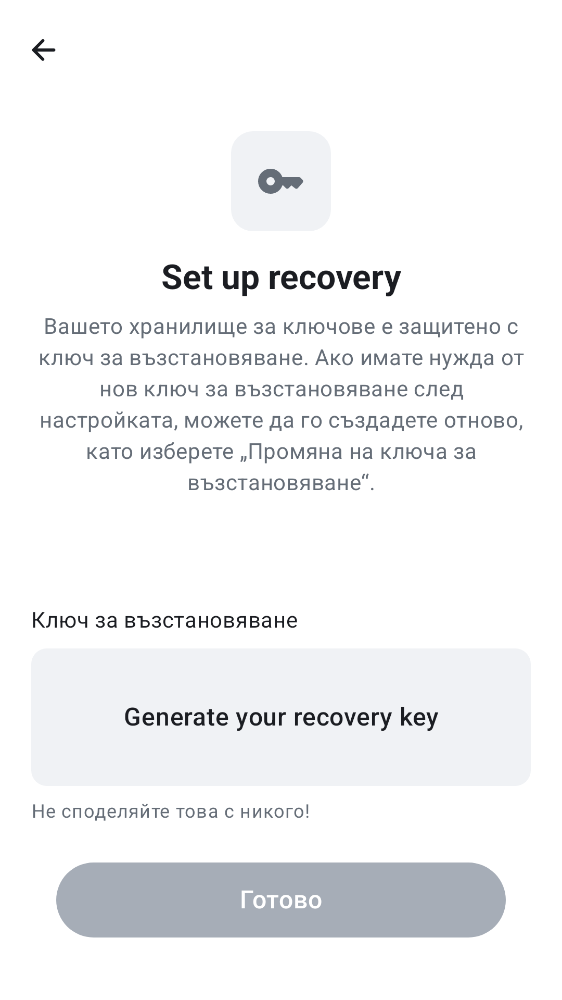 Set up recovery
Вашето хранилище за ключове е защитено с
ключ за възстановяване. Ако имате нужда от
нов ключ за възстановяване след
настройката, можете да го създадете отново,
като изберете „Промяна на ключа за
възстановяване“.
Ключ за възстановяване
Generate your recovery key
Не споделяйте това с никого!
Готово